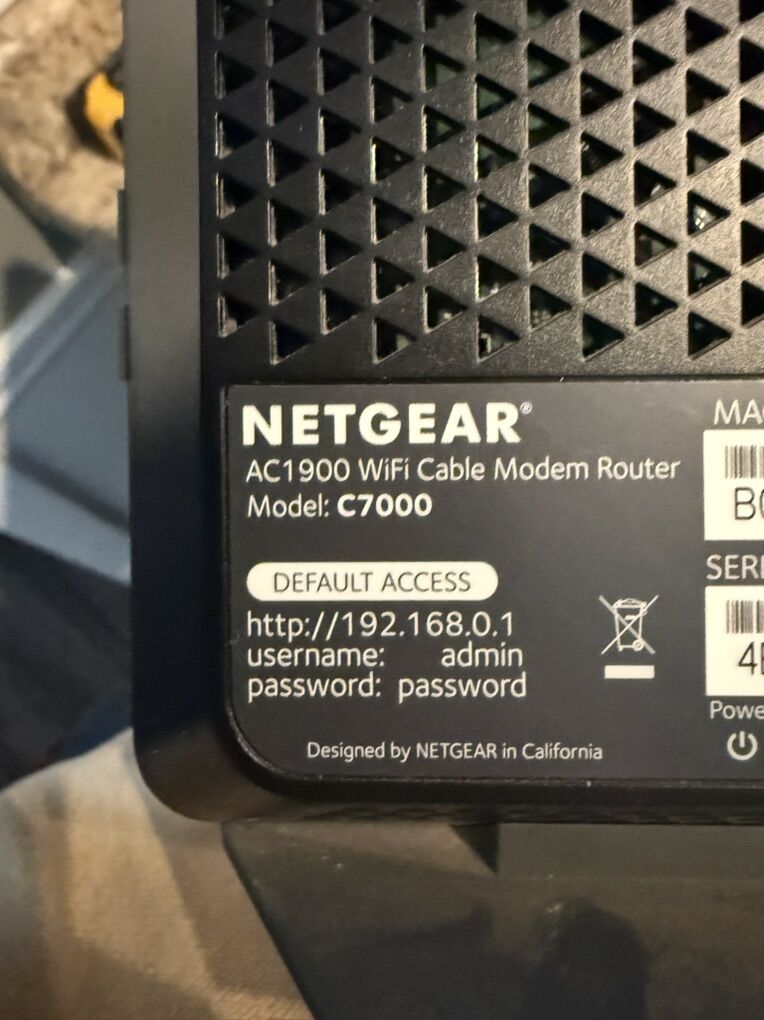 NETGEAR®
AC1900 WiFi Cable Modem Router
Model: C7000
DEFAULT ACCESS
http://192.168.0.1
username: admin
password: password
Designed by NETGEAR in California